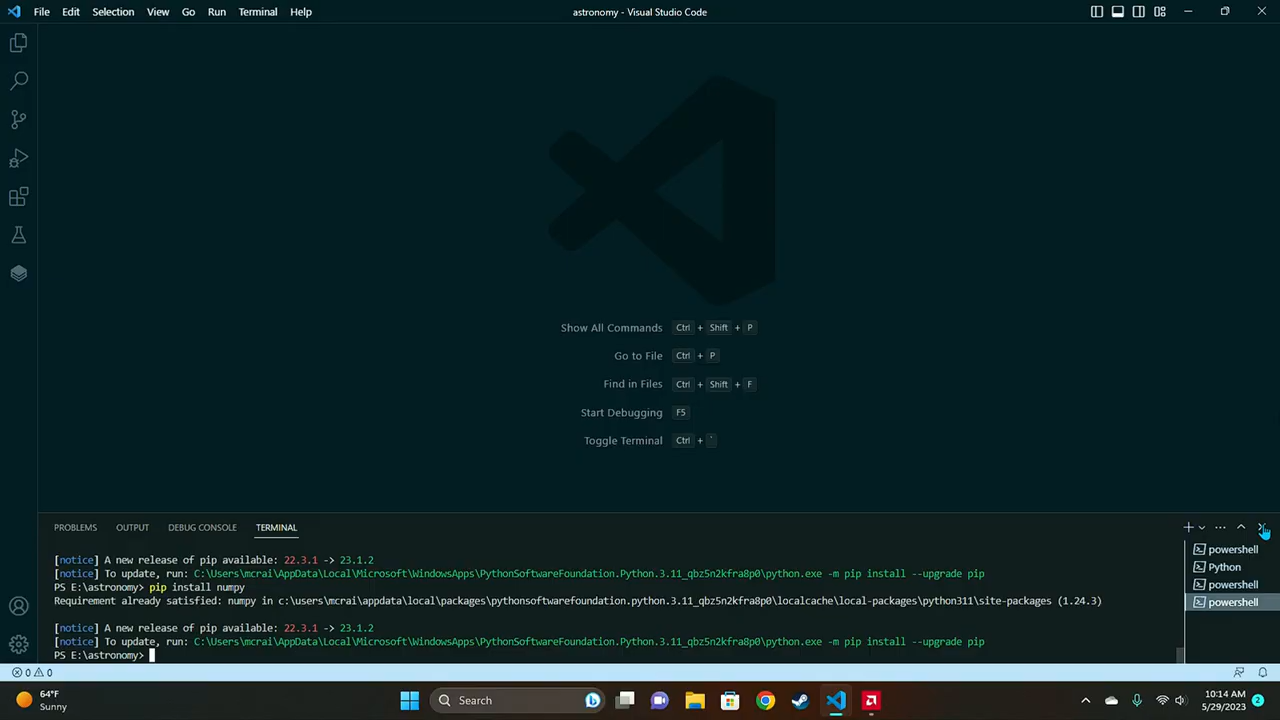 File Edit Selection View Go Run Terminal Help
astronomy - Visual Studio Code
Show All Commands Ctrl + Shift + P
Go to File Ctrl + P
Find in Files Ctrl + Shift + F
Start Debugging F5
Toggle Terminal Ctrl + `
PROBLEMS OUTPUT DEBUG CONSOLE TERMINAL
[notice] A new release of pip available: 22.3.1 -> 23.1.2
[notice] To update, run: C:\Users\mcrai\AppData\Local\Microsoft\WindowsApps\PythonSoftwareFoundation.Python.3.11_qbz5n2kfra8p0\python.exe -m pip install --upgrade pip
PS E:\astronomy> pip install numpy
Requirement already satisfied: numpy in c:\users\mcrai\appdata\local\packages\pythonsoftwarefoundation.python.3.11_qbz5n2kfra8p0\localcache\local-packages\python311\site-packages (1.24.3)
[notice] A new release of pip available: 22.3.1 -> 23.1.2
[notice] To update, run: C:\Users\mcrai\AppData\Local\Microsoft\WindowsApps\PythonSoftwareFoundation.Python.3.11_qbz5n2kfra8p0\python.exe -m pip install --upgrade pip
PS E:\astronomy>
powershell
Python
powershell
powershell
0 0
64°F
Sunny
Search
10:14 AM
5/29/2023
2